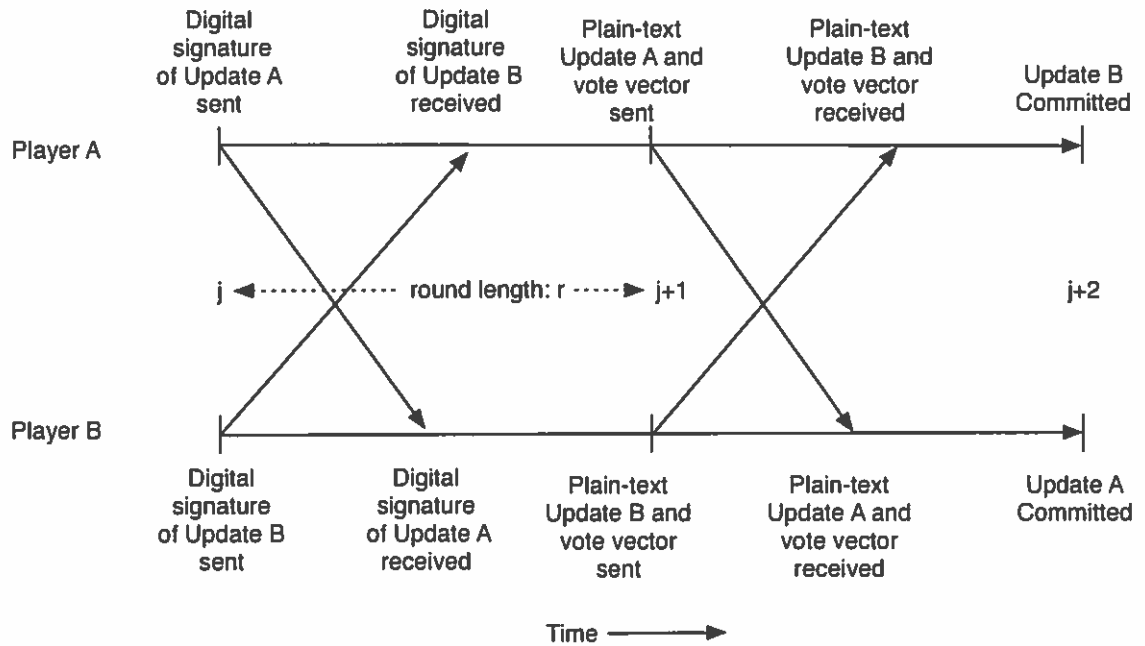 Digital
signature
of Update A
sent
Digital
signature
of Update B
received
Plain-text
Update A and
vote vector
sent
Plain-text
Update B and
vote vector
received
Update B
Committed
Player A
j
round length: r
j+1
j+2
Player B
Digital
signature
of Update B
sent
Digital
signature
of Update A
received
Plain-text
Update B and
vote vector
sent
Plain-text
Update A and
vote vector
received
Update A
Committed
Time